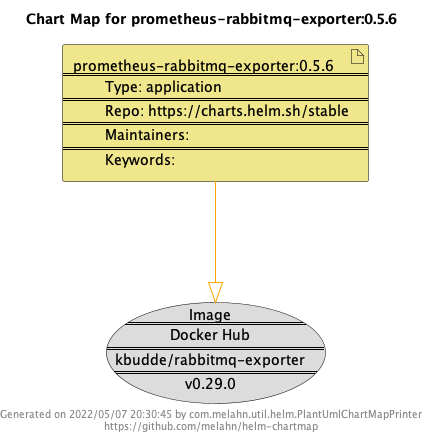 Chart Map for prometheus-rabbitmq-exporter:0.5.6
prometheus-rabbitmq-exporter:0.5.6
Type: application
Repo: https://charts.helm.sh/stable
Maintainers:
Keywords:
Image
Docker Hub
kbudde/rabbitmq-exporter
v0.29.0
Generated on 2022/05/07 20:30:45 by com.melahn.util.helm.PlantUmlChartMapPrinter
https://github.com/melahn/helm-chartmap